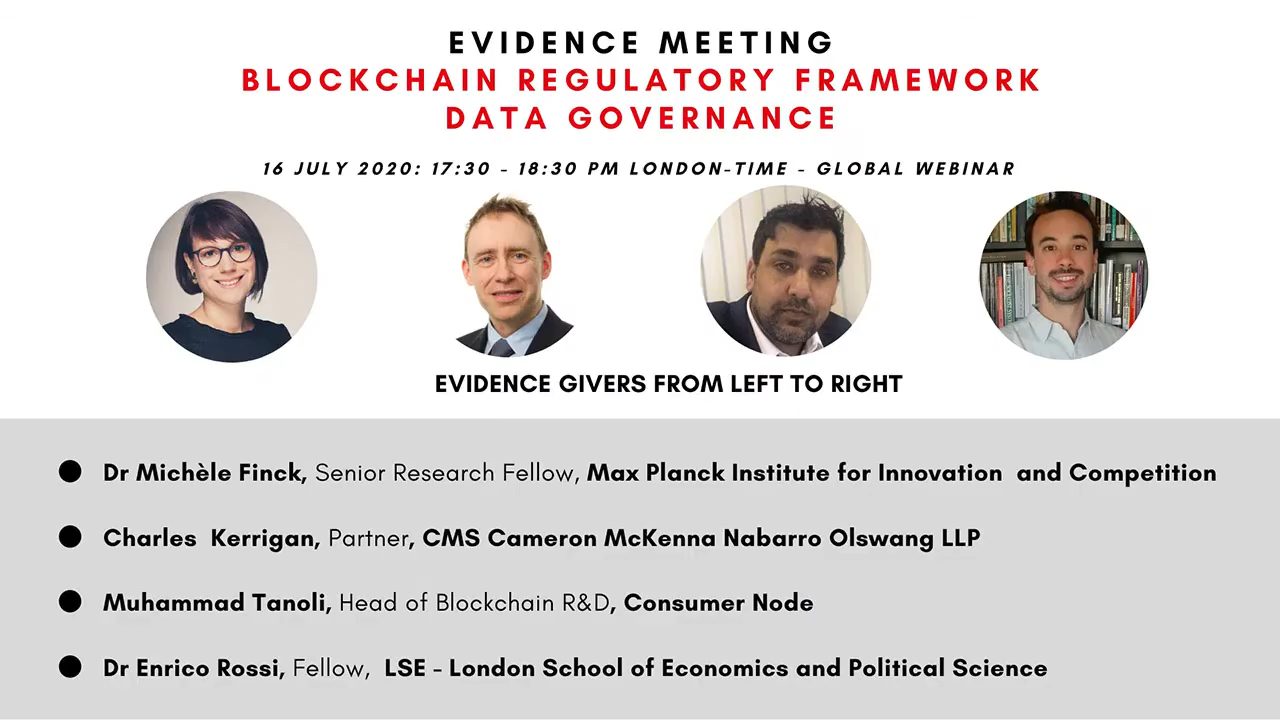 EVIDENCE MEETING
BLOCKCHAIN REGULATORY FRAMEWORK
DATA GOVERNANCE
16 JULY 2020: 17:30 - 18:30 PM LONDON-TIME - GLOBAL WEBINAR
EVIDENCE GIVERS FROM LEFT TO RIGHT
● Dr Michèle Finck, Senior Research Fellow, Max Planck Institute for Innovation and Competition
● Charles Kerrigan, Partner, CMS Cameron McKenna Nabarro Olswang LLP
● Muhammad Tanoli, Head of Blockchain R&D, Consumer Node
● Dr Enrico Rossi, Fellow, LSE - London School of Economics and Political Science